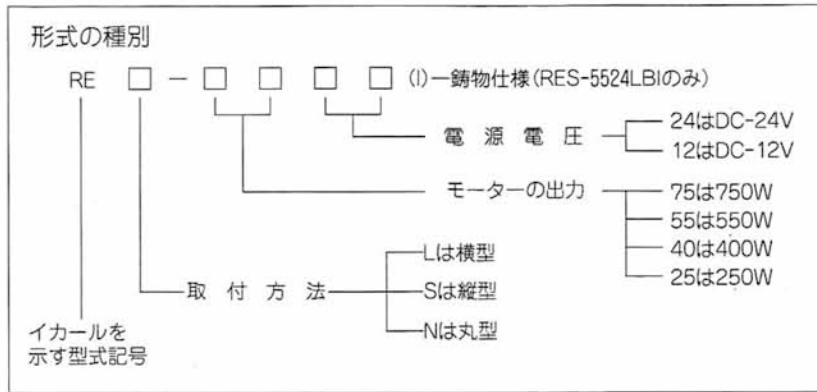 形式の種別
RE □-□□□□(I)-鋳物仕様(RES-5524LBIのみ)
電源電圧
24はDC-24V
12はDC-12V
モーターの出力
75は750W
55は550W
40は400W
25は250W
取付方法
Lは横型
Sは縦型
Nは丸型
イカールを
示す型式記号